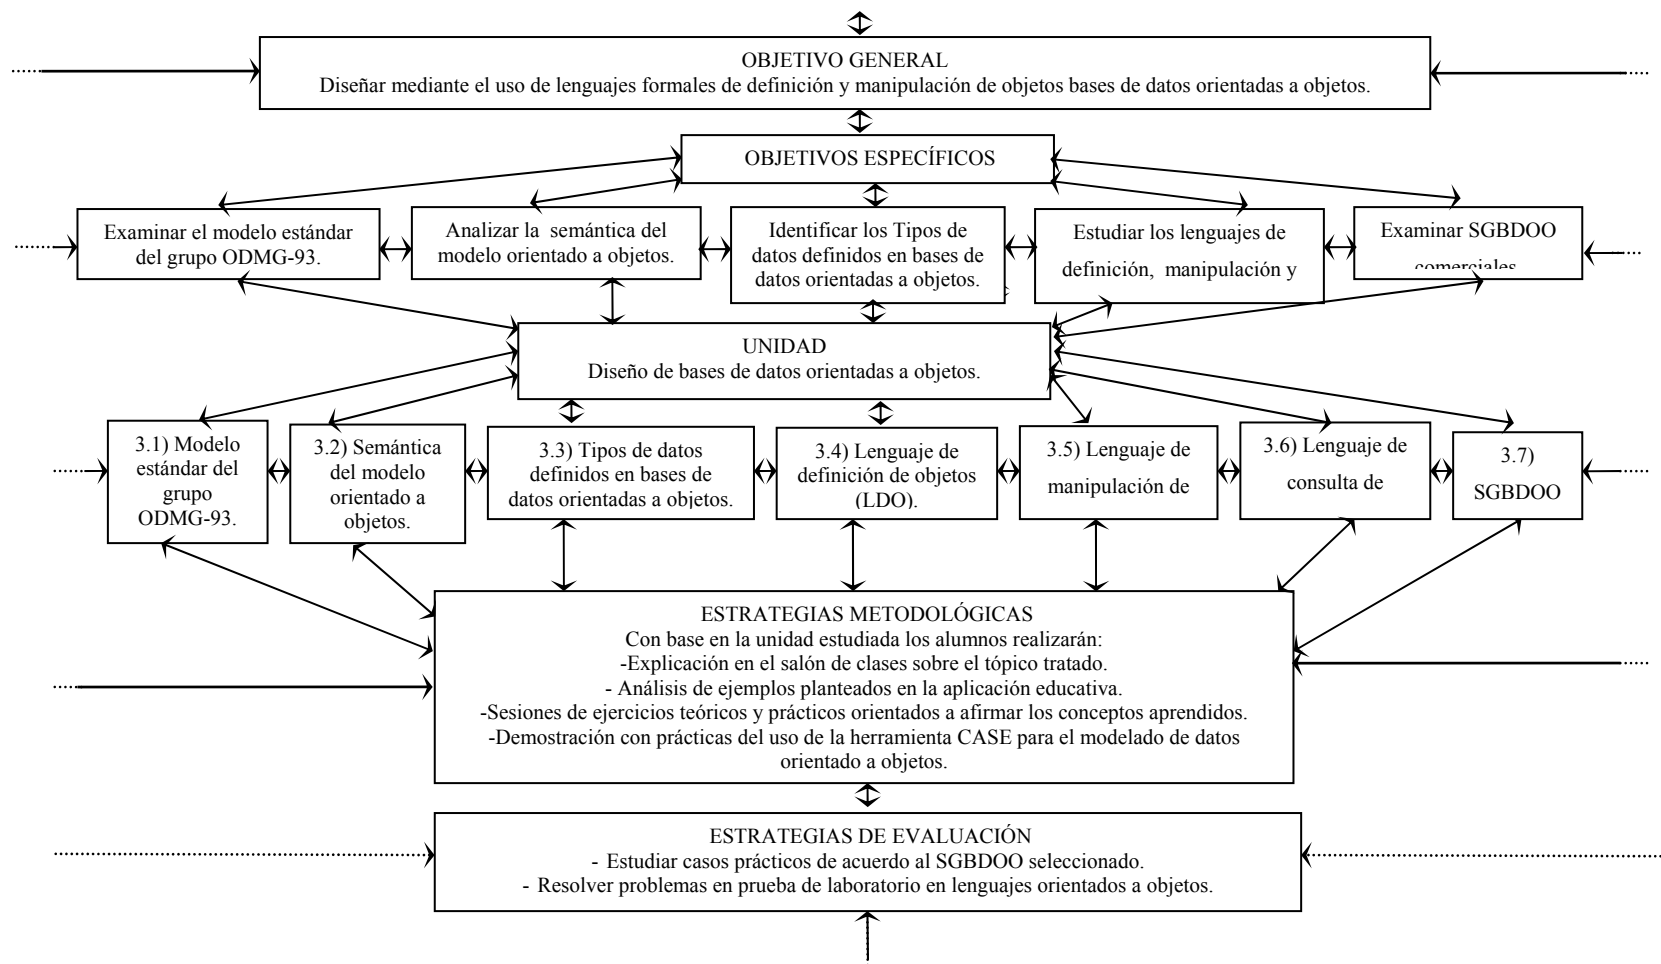 OBJETIVO GENERAL
Diseñar mediante el uso de lenguajes formales de definición y manipulación de objetos bases de datos orientadas a objetos.
OBJETIVOS ESPECÍFICOS
Examinar el modelo estándar
del grupo ODMG-93.
Analizar la semántica del
modelo orientado a objetos.
Identificar los Tipos de
datos definidos en bases de
datos orientadas a objetos.
Estudiar los lenguajes de
definición, manipulación y
Examinar SGBDOO
comerciales
UNIDAD
Diseño de bases de datos orientadas a objetos.
3.1) Modelo
estándar del
grupo
ODMG-93.
3.2) Semántica
del modelo
orientado a
objetos.
3.3) Tipos de datos
definidos en bases de
datos orientadas a objetos.
3.4) Lenguaje de
definición de objetos
(LDO).
3.5) Lenguaje de
manipulación de
3.6) Lenguaje de
consulta de
3.7)
SGBDOO
ESTRATEGIAS METODOLÓGICAS
Con base en la unidad estudiada los alumnos realizarán:
-Explicación en el salón de clases sobre el tópico tratado.
- Análisis de ejemplos planteados en la aplicación educativa.
-Sesiones de ejercicios teóricos y prácticos orientados a afirmar los conceptos aprendidos.
-Demostración con prácticas del uso de la herramienta CASE para el modelado de datos
orientado a objetos.
ESTRATEGIAS DE EVALUACIÓN
- Estudiar casos prácticos de acuerdo al SGBDOO seleccionado.
- Resolver problemas en prueba de laboratorio en lenguajes orientados a objetos.